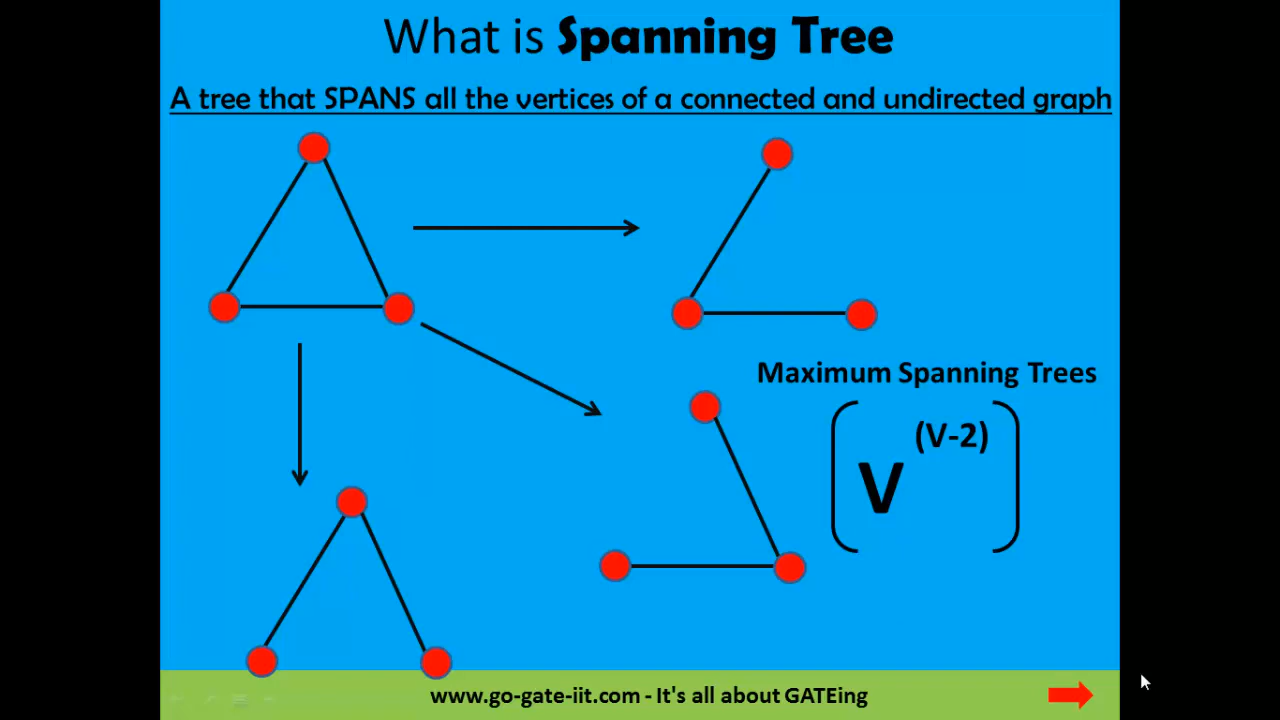 What is Spanning Tree
A tree that SPANS all the vertices of a connected and undirected graph
Maximum Spanning Trees
(V-2)
V
www.go-gate-iit.com - It's all about GATEing